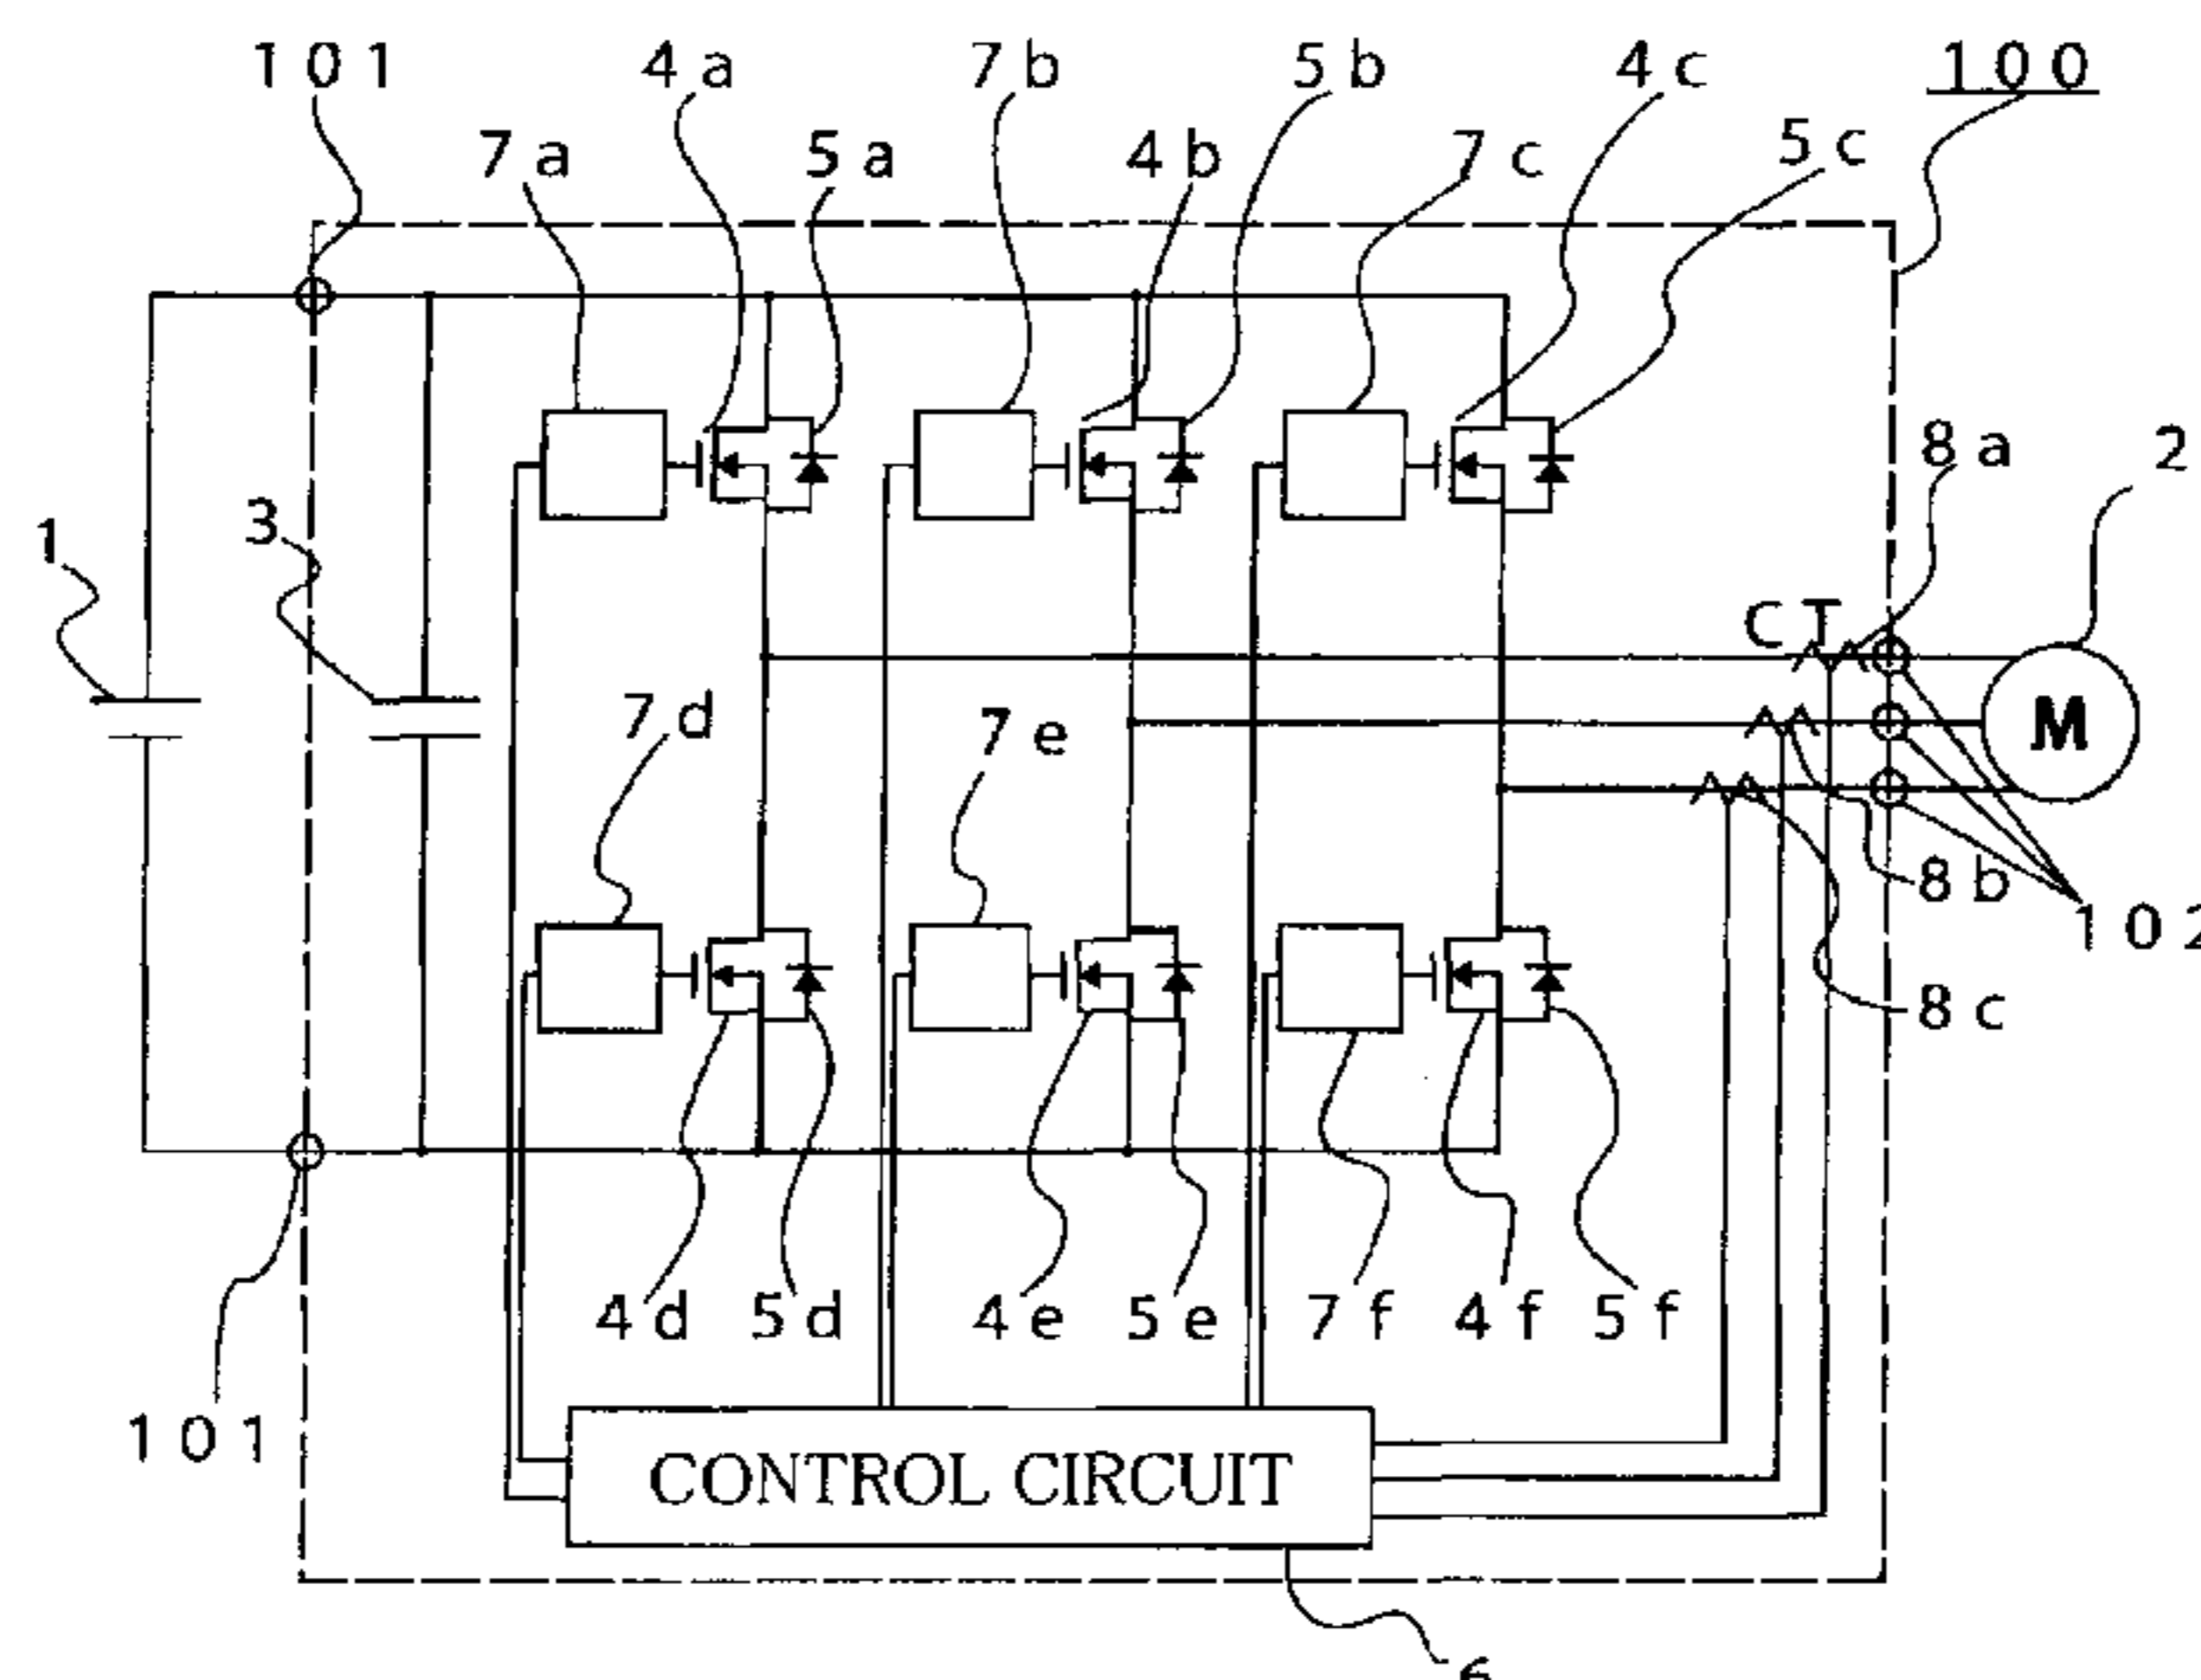 101 4a 7b 5b 4c 100
7a 5a 4b 7c 5c
8a 2
1 3
CT
7d 7e M
8b
102
8c
4d 5d 4e 5e 7f 4f 5f
101
CONTROL CIRCUIT
6